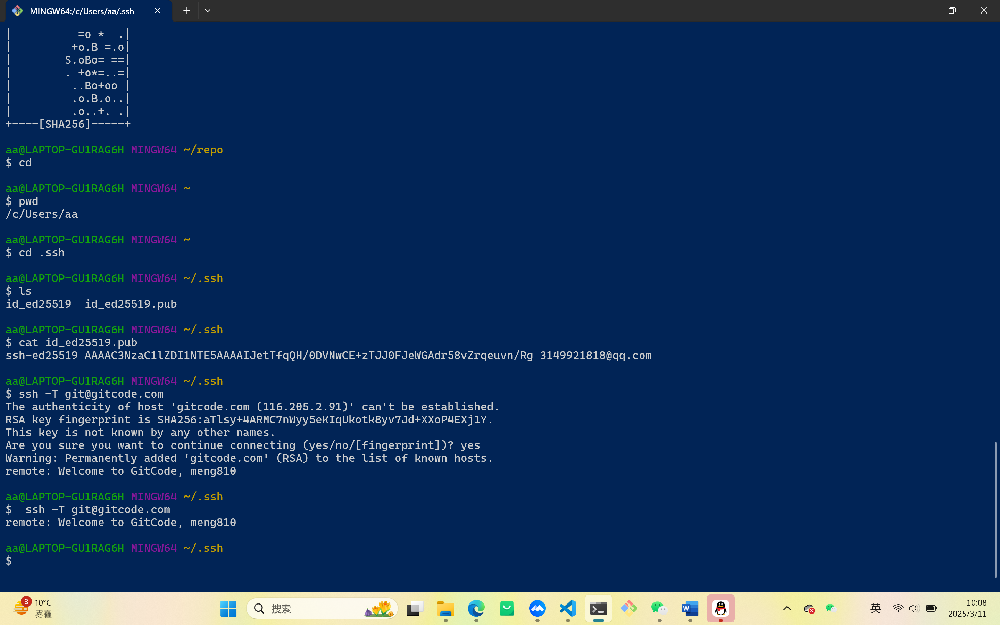 MINGW64:/c/Users/aa/.ssh
|          =o *  .|
|         +o.B =.o|
|        S.oBo= ==|
|        . +o*=..=|
|         ..Bo+oo |
|         .o.B.o..|
|         .o..+. .|
+----[SHA256]-----+
aa@LAPTOP-GU1RAG6H MINGW64 ~/repo
$ cd
aa@LAPTOP-GU1RAG6H MINGW64 ~
$ pwd
/c/Users/aa
aa@LAPTOP-GU1RAG6H MINGW64 ~
$ cd .ssh
aa@LAPTOP-GU1RAG6H MINGW64 ~/.ssh
$ ls
id_ed25519  id_ed25519.pub
aa@LAPTOP-GU1RAG6H MINGW64 ~/.ssh
$ cat id_ed25519.pub
ssh-ed25519 AAAAC3NzaC1lZDI1NTE5AAAAIJetTfqQH/0DVNwCE+zTJJ0FJeWGAdr58vZrqeuvn/Rg 3149921818@qq.com
aa@LAPTOP-GU1RAG6H MINGW64 ~/.ssh
$ ssh -T git@gitcode.com
The authenticity of host 'gitcode.com (116.205.2.91)' can't be established.
RSA key fingerprint is SHA256:aTlsy+4ARMC7nWyy5eKIqUkotk8yv7Jd+XXoP4EXj1Y.
This key is not known by any other names.
Are you sure you want to continue connecting (yes/no/[fingerprint])? yes
Warning: Permanently added 'gitcode.com' (RSA) to the list of known hosts.
remote: Welcome to GitCode, meng810
aa@LAPTOP-GU1RAG6H MINGW64 ~/.ssh
$  ssh -T git@gitcode.com
remote: Welcome to GitCode, meng810
aa@LAPTOP-GU1RAG6H MINGW64 ~/.ssh
$
3
10°C
雾霾
搜索
W
英
10:08
2025/3/11